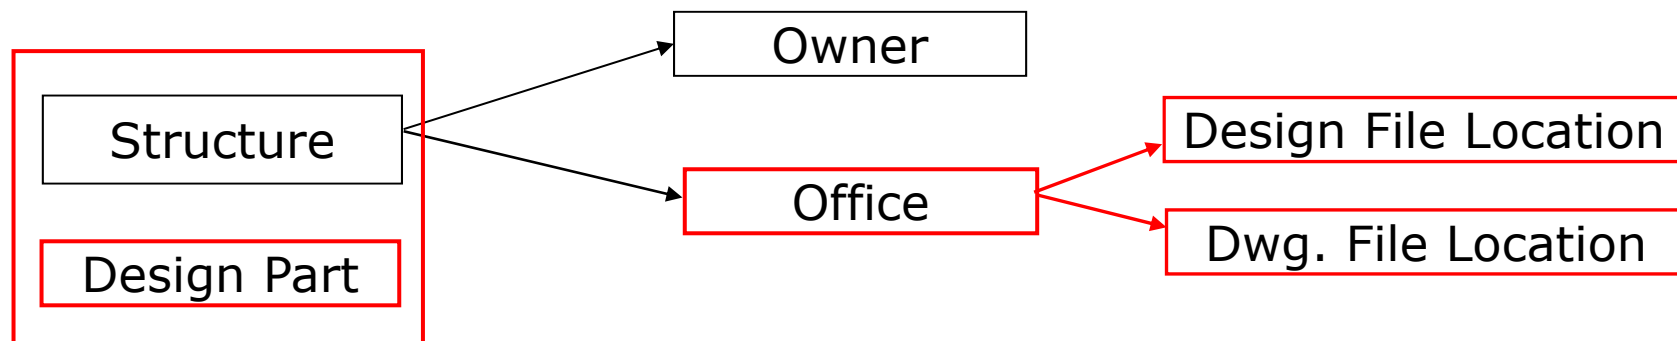 Owner
Structure
Design File Location
Office
Dwg. File Location
Design Part